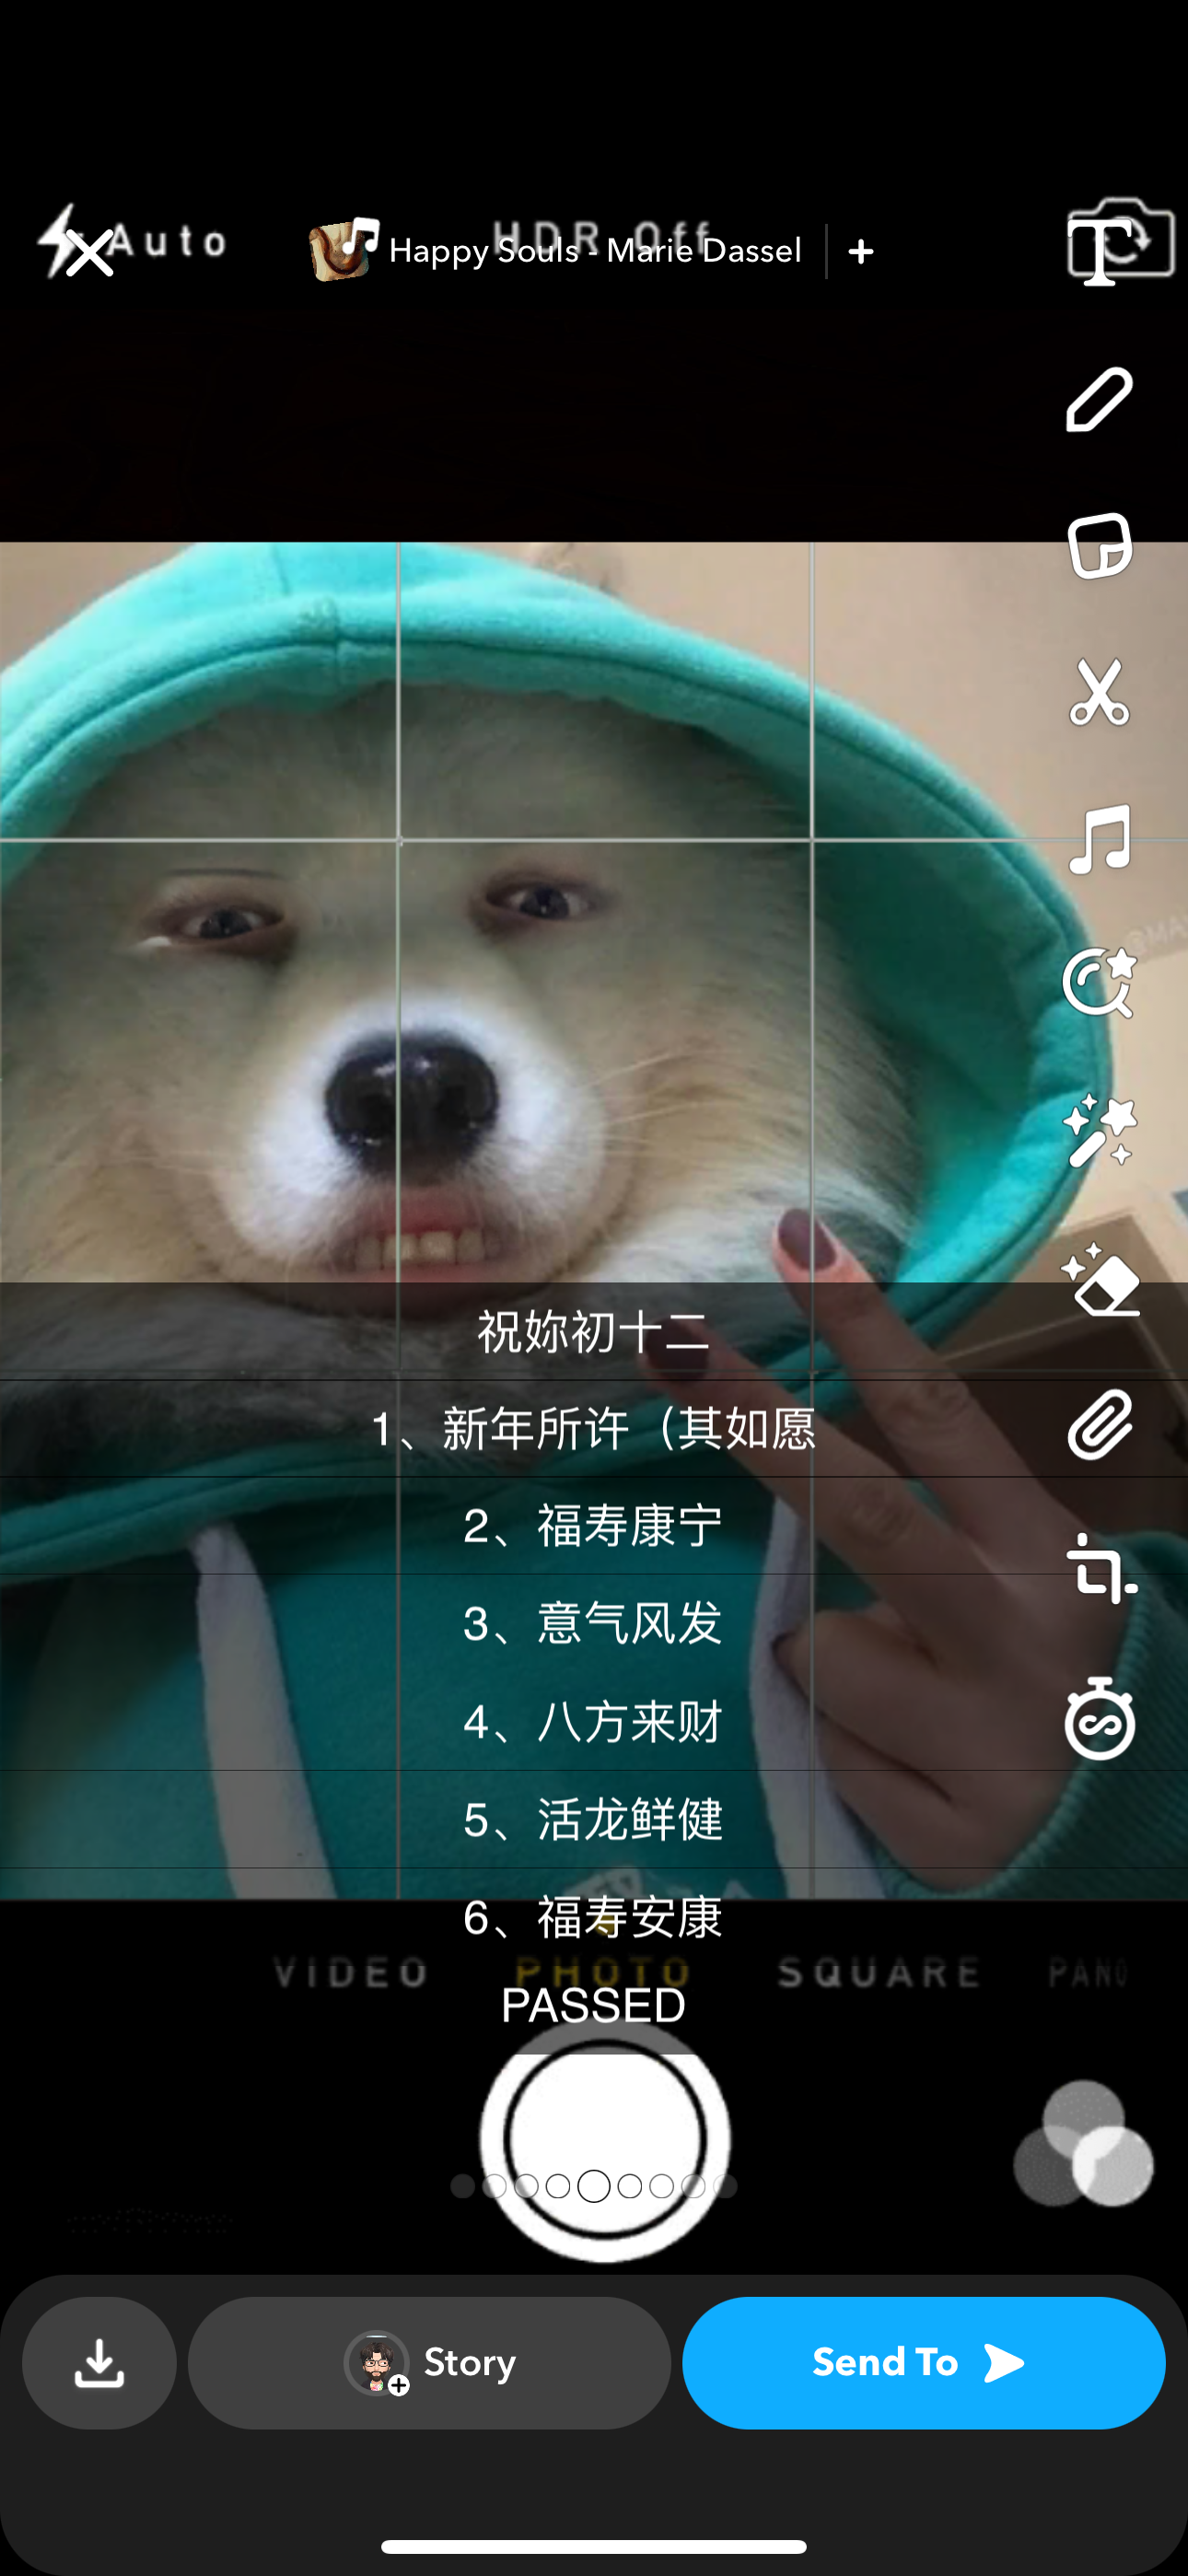 Auto
HDR Off
Happy Souls - Marie Dassel
@MAY
祝妳初十二
1、新年所许（其如愿
2、福寿康宁
3、意气风发
4、八方来财
5、活龙鲜健
6、福寿安康
VIDEO PHOTO SQUARE PANO
PASSED
Story
Send To